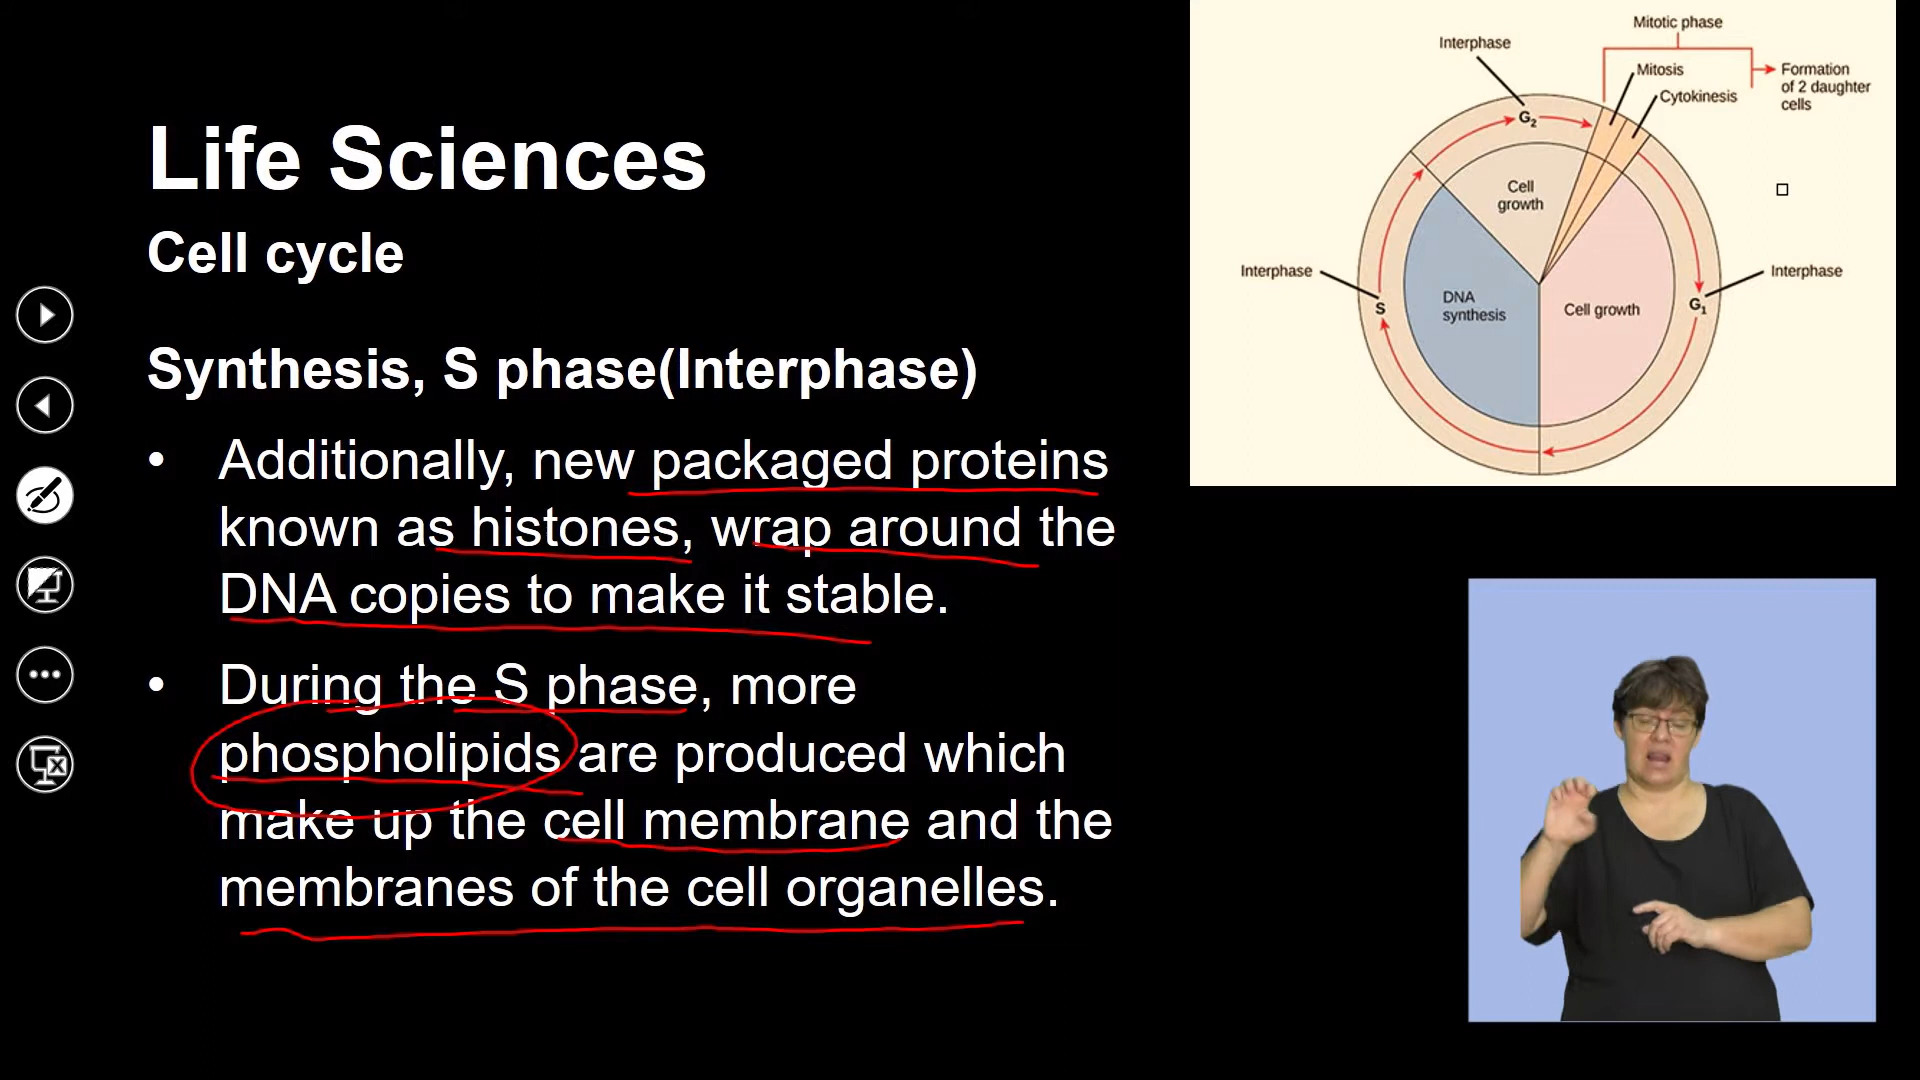 Life Sciences
Cell cycle
Synthesis, S phase(Interphase)
• Additionally, new packaged proteins
known as histones, wrap around the
DNA copies to make it stable.
• During the S phase, more
phospholipids are produced which
make up the cell membrane and the
membranes of the cell organelles.
Mitotic phase
Interphase
Mitosis
Formation
of 2 daughter
cells
Cytokinesis
G₂
Cell
growth
Interphase
Interphase
S
DNA
synthesis
Cell growth
G₁